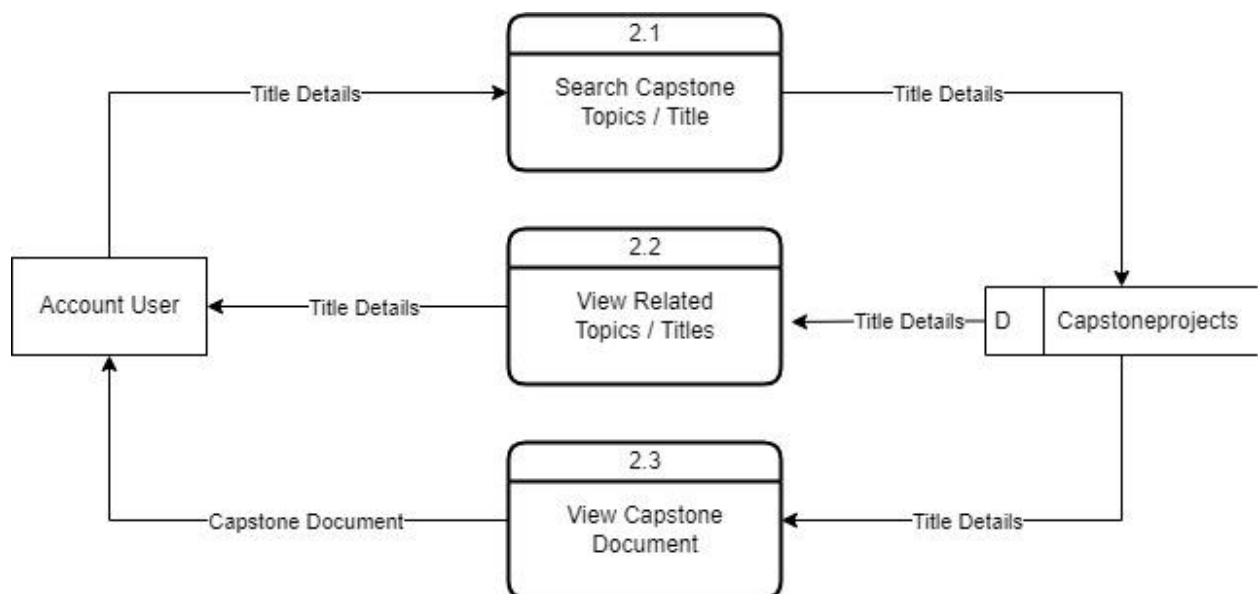 2.1
Title Details
Search Capstone
Topics / Title
Title Details
2.2
Account User
Title Details
View Related
Topics / Titles
Title Details
D
Capstoneprojects
2.3
Capstone Document
View Capstone
Document
Title Details